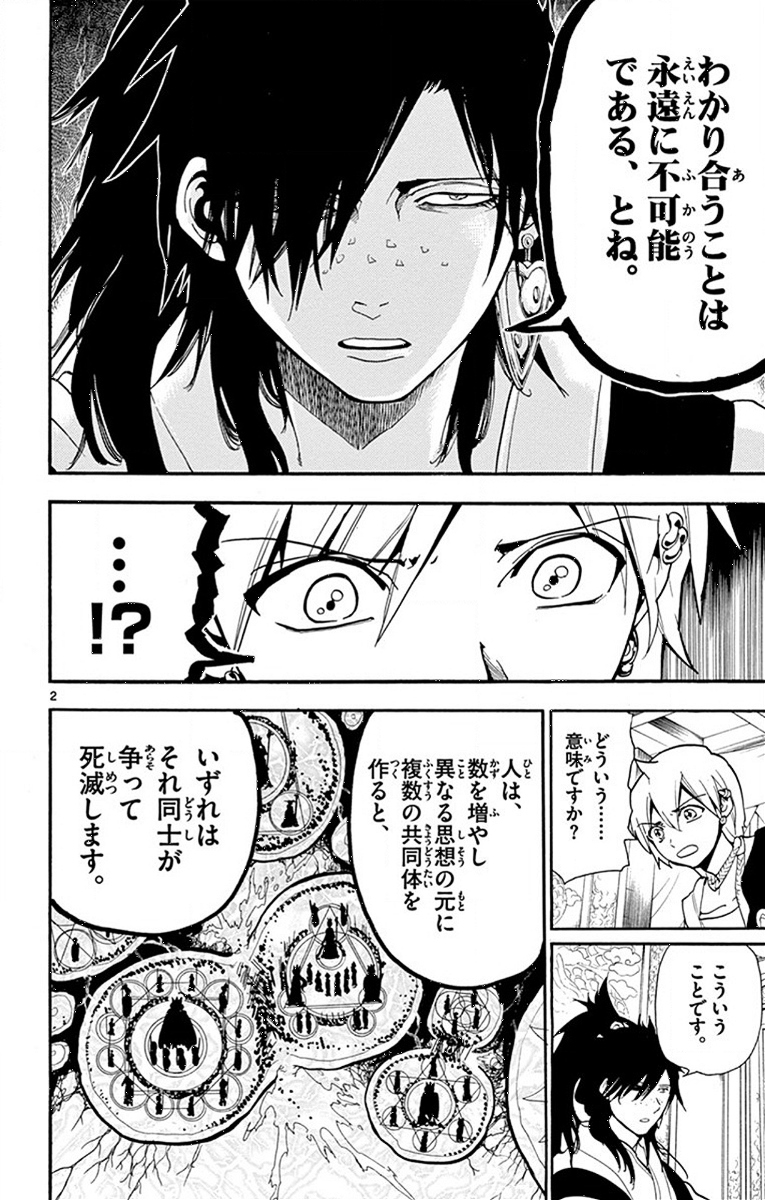 わかり合うことは
永遠に不可能
である、とね。
…
!?
2
どういう……
意味ですか?
こういう
ことです。
人は、
数を増やし
異なる思想の元に
複数の共同体を
作ると、
いずれは
それ同士が
争って
死滅します。